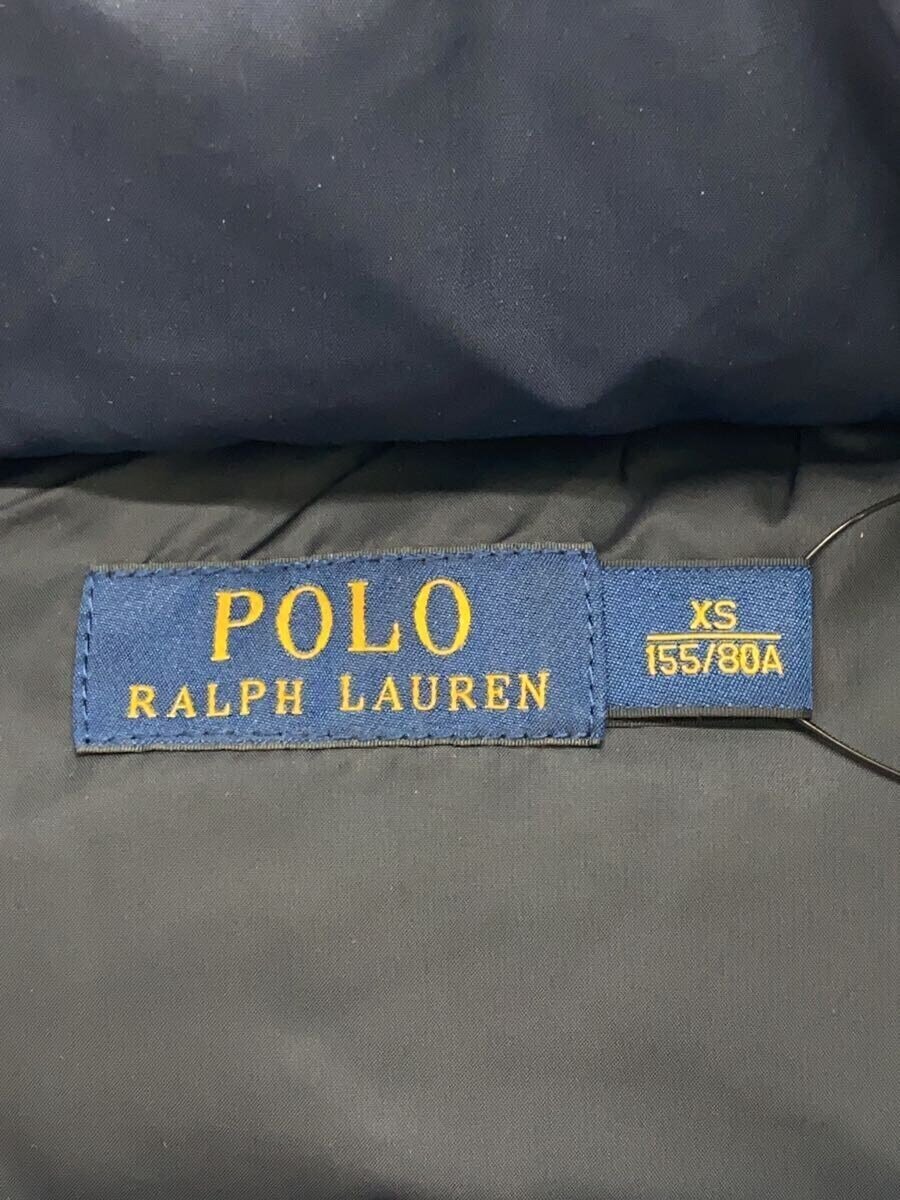 POLO
RALPH LAUREN
XS
155/80A